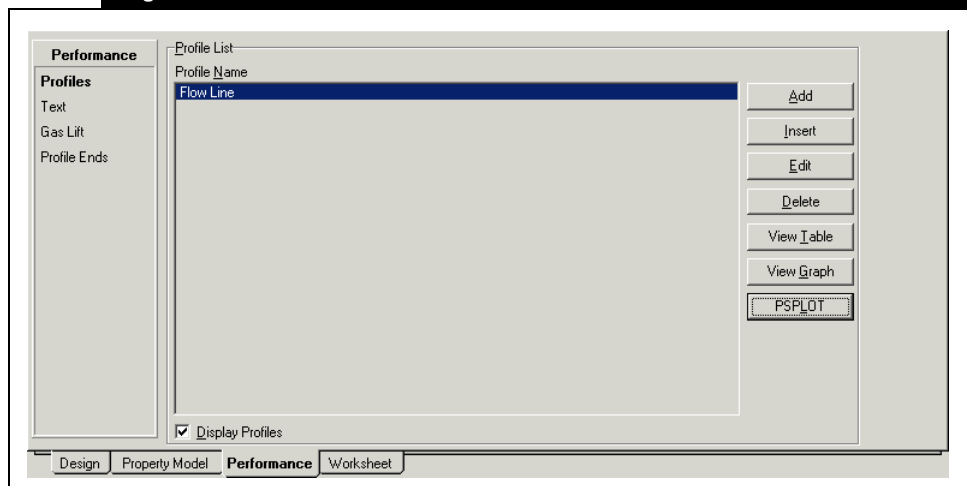 Performance
Profiles
Text
Gas Lift
Profile Ends
Profile List
Profile Name
Flow Line
Add
Insert
Edit
Delete
View Table
View Graph
PSPLOT
Display Profiles
Design
Property Model
Performance
Worksheet